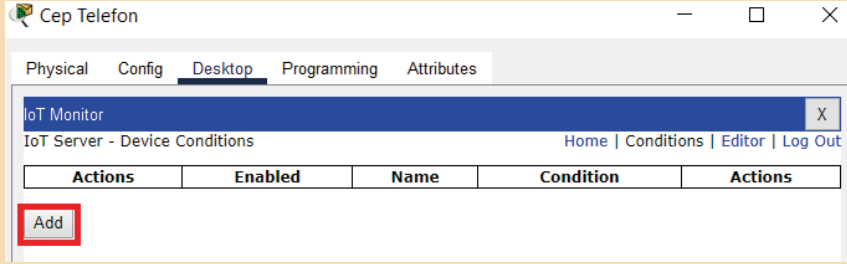 Cep Telefon
Physical Config Desktop Programming Attributes
IoT Monitor X
IoT Server - Device Conditions Home | Conditions | Editor | Log Out
Actions Enabled Name Condition Actions
Add